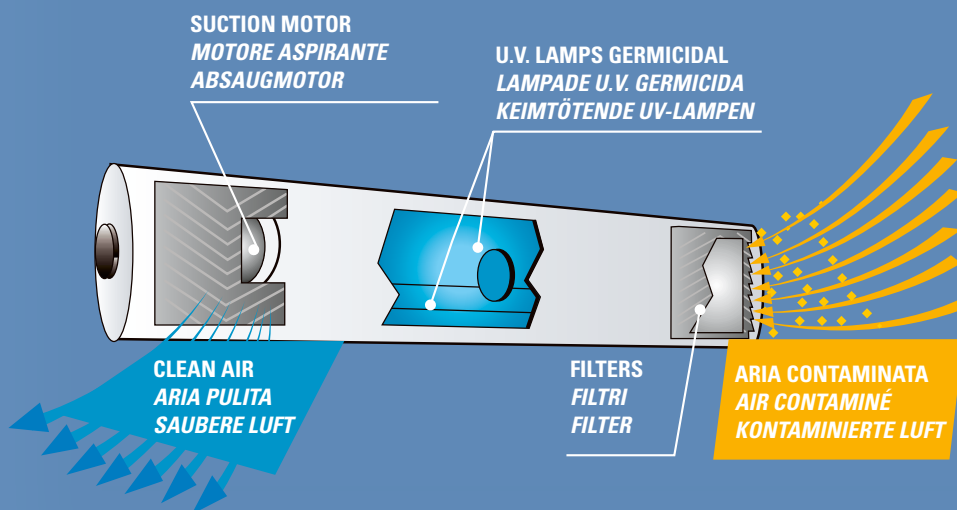 SUCTION MOTOR
MOTORE ASPIRANTE
ABSAUGMOTOR
U.V. LAMPS GERMICIDAL
LAMPADE U.V. GERMICIDA
KEIMTÖTENDE UV-LAMPEN
CLEAN AIR
ARIA PULITA
SAUBERE LUFT
FILTERS
FILTRI
FILTER
ARIA CONTAMINATA
AIR CONTAMINÉ
KONTAMINIERTE LUFT